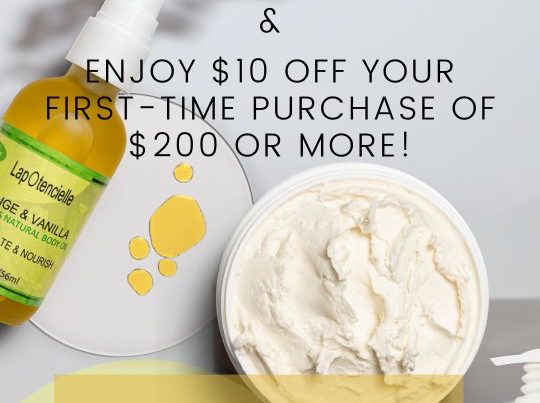 &
ENJOY $10 OFF YOUR
FIRST-TIME PURCHASE OF
$200 OR MORE!
LapOtencielle
GE & VANILLA
NATURAL BODY OIL
TE & NOURISH
56ml